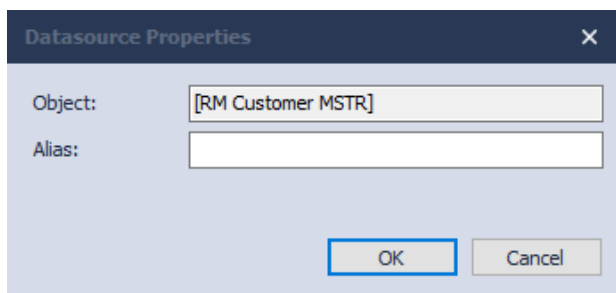 Datasource Properties
Object: [RM Customer MSTR]
Alias:
OK Cancel